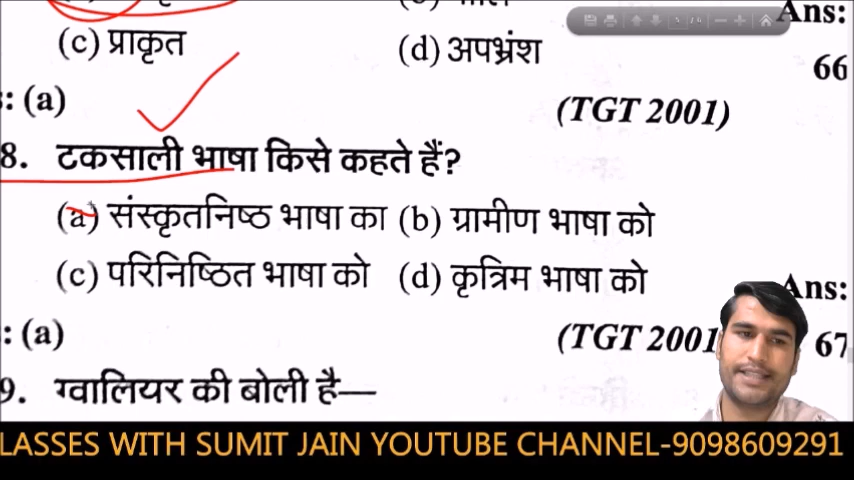 Ans:
(c) प्राकृत (d) अपभ्रंश
66
: (a)
(TGT 2001)
8. टकसाली भाषा किसे कहते हैं?
(a) संस्कृतनिष्ठ भाषा का (b) ग्रामीण भाषा को
(c) परिनिष्ठित भाषा को (d) कृत्रिम भाषा को
Ans:
: (a)
(TGT 2001
67
9. ग्वालियर की बोली है—
LASSES WITH SUMIT JAIN YOUTUBE CHANNEL-9098609291